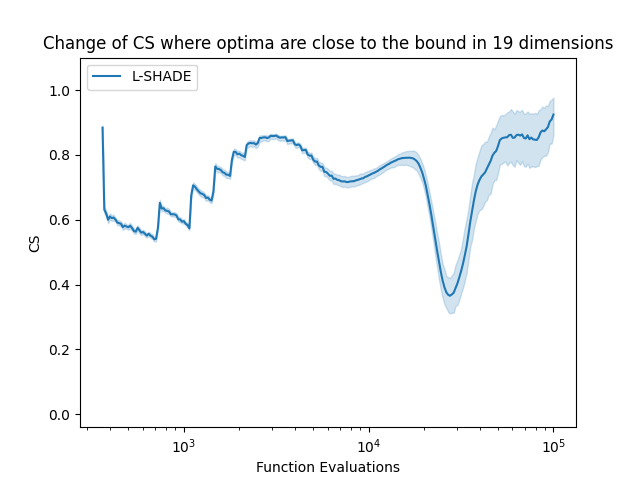 Change of CS where optima are close to the bound in 19 dimensions
L-SHADE
1.0
0.8
0.6
0.4
0.2
0.0
CS
10³
10⁴
10⁵
Function Evaluations